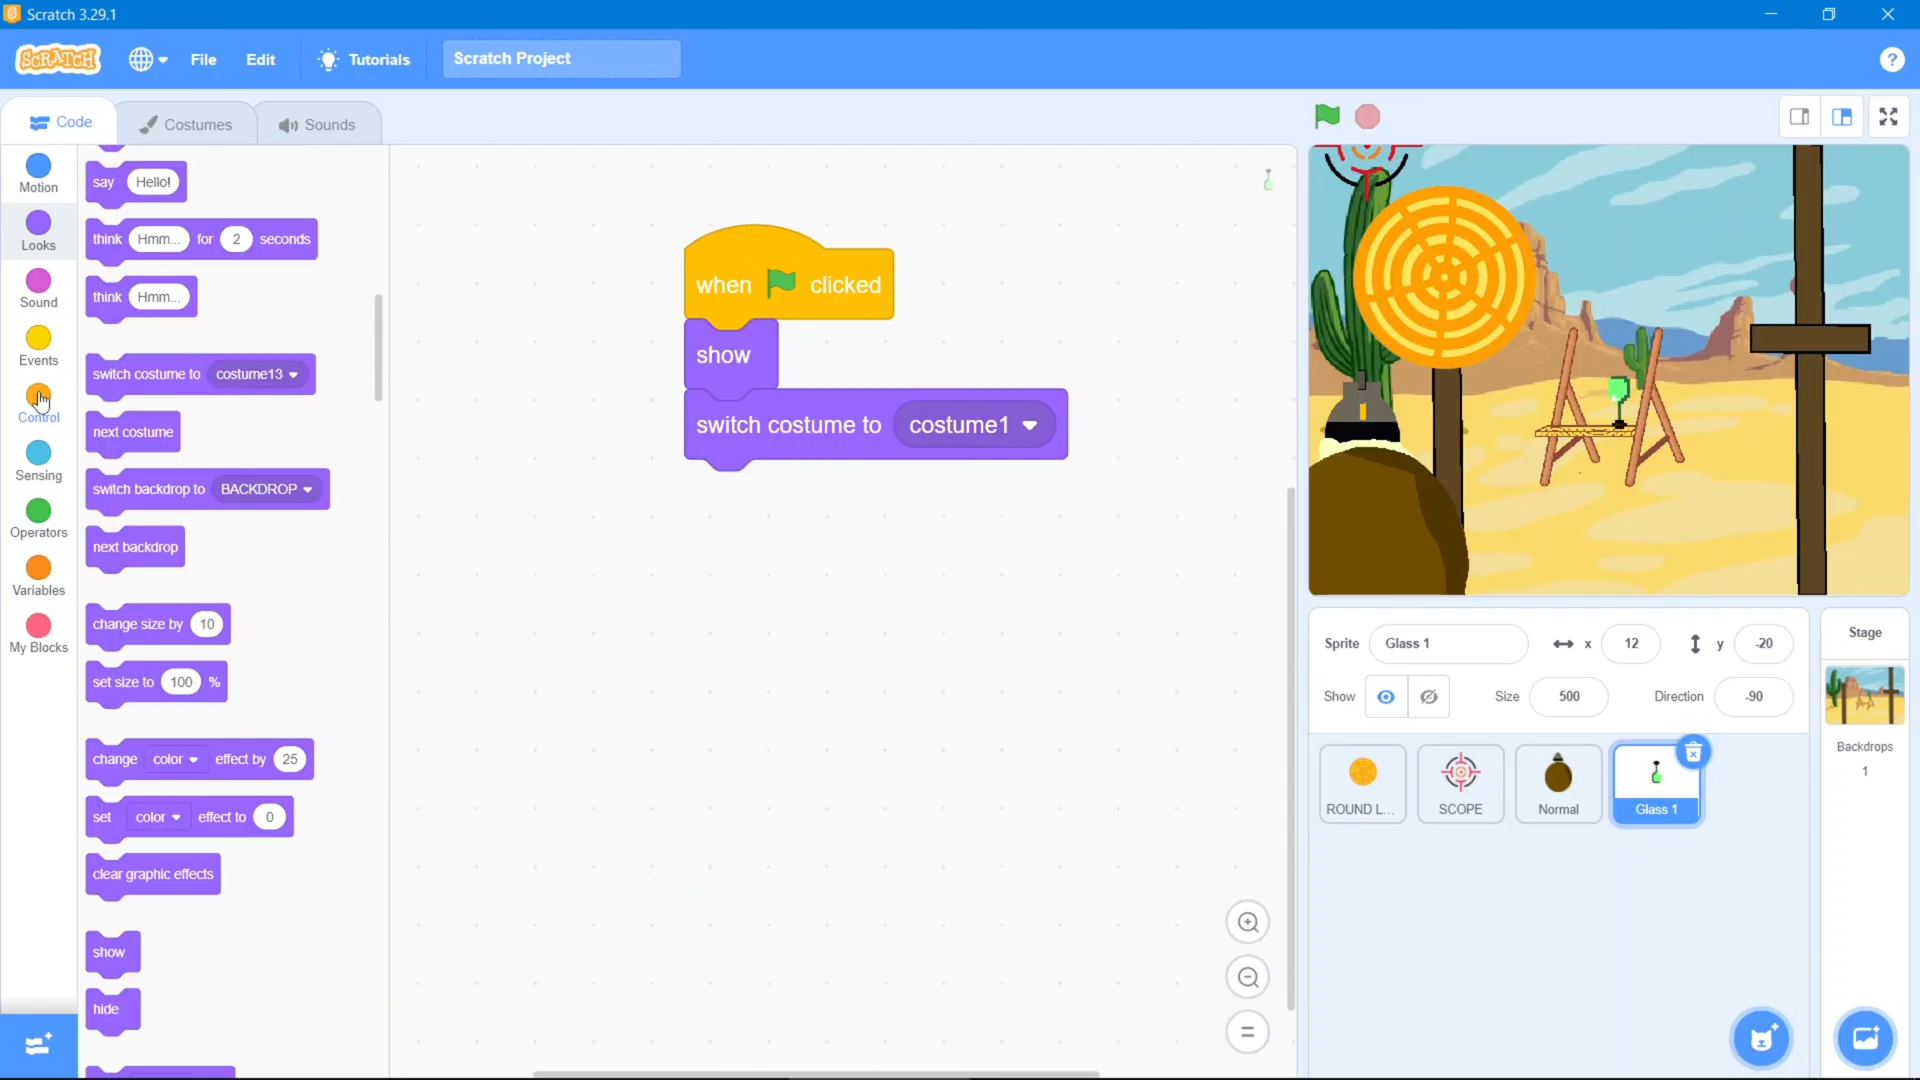 Scratch 3.29.1
SCRATCH File Edit Tutorials Scratch Project ?
Code Costumes Sounds
Motion
Looks
Sound
Events
Control
Sensing
Operators
Variables
My Blocks
say Hello!
think Hmm... for 2 seconds
think Hmm...
switch costume to costume13
next costume
switch backdrop to BACKDROP
next backdrop
change size by 10
set size to 100 %
change color effect by 25
set color effect to 0
clear graphic effects
show
hide
when clicked
show
switch costume to costume1
Sprite Glass 1 x 12 y -20
Show Size 500 Direction -90
ROUND L... SCOPE Normal Glass 1
Stage
Backdrops
1